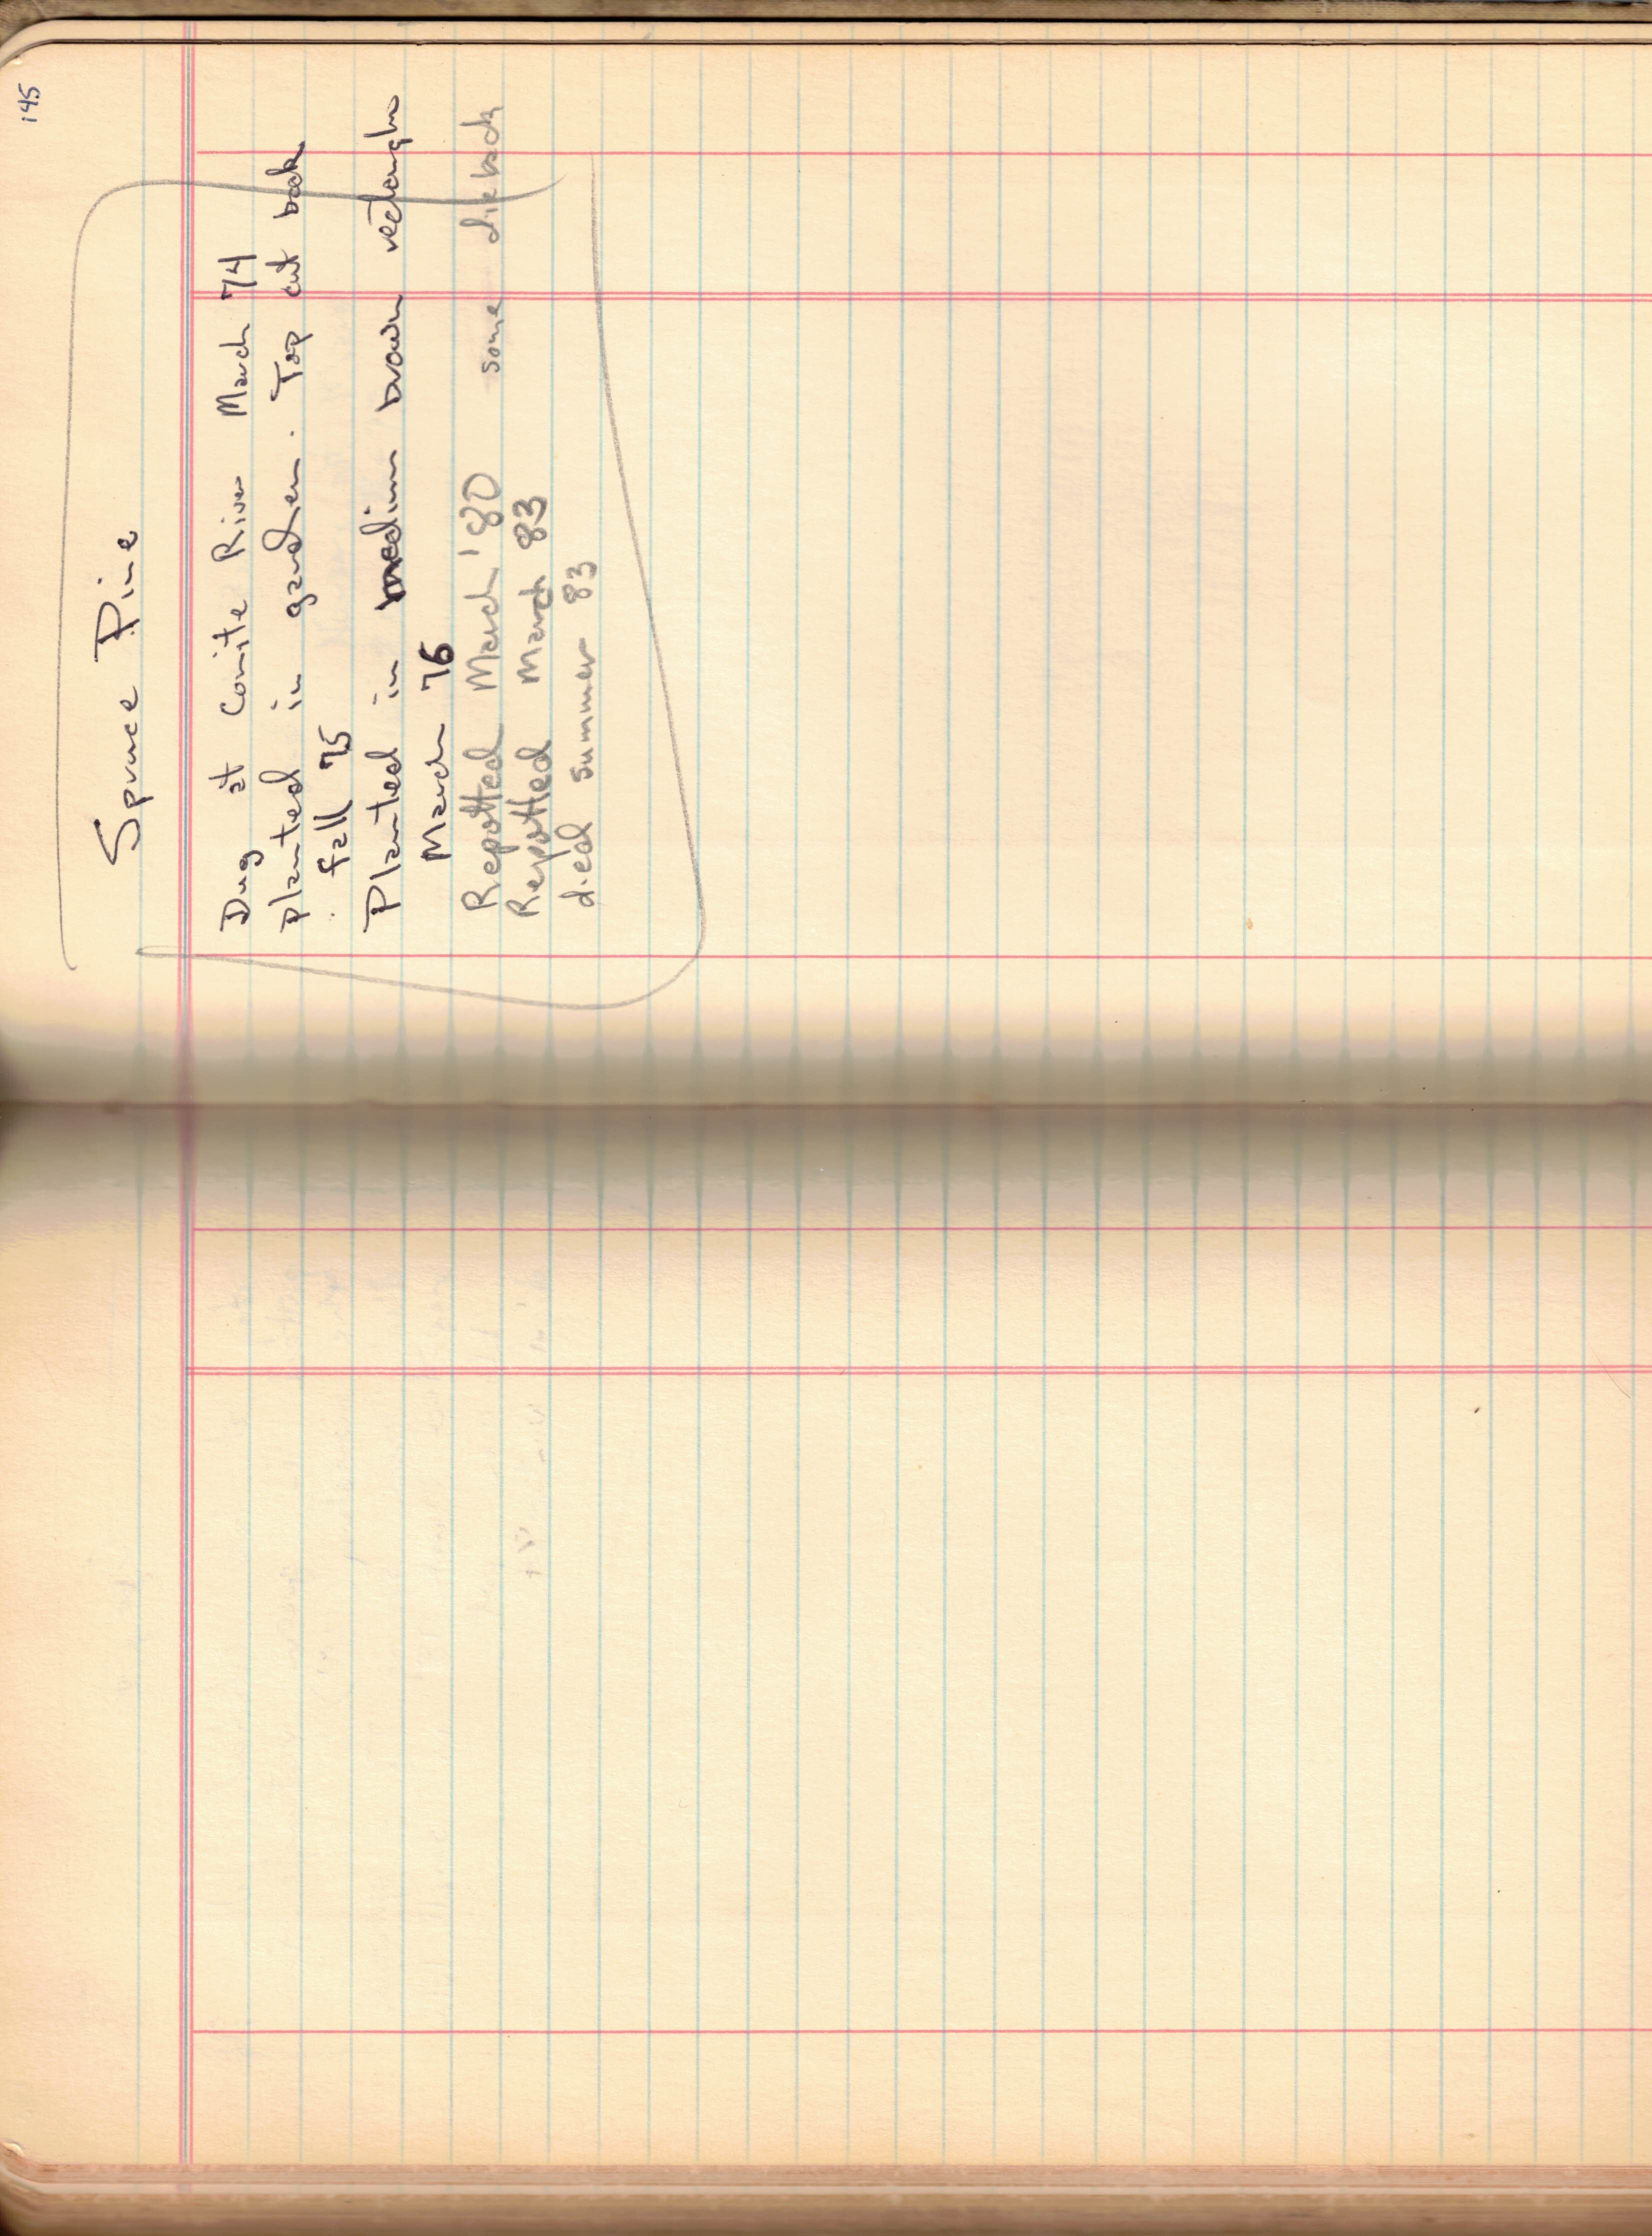 145
Spruce Pine
Dug at Comite River March 74
planted in garden. Top cut back
fall 75
Planted in medium brown rectangle
March 76
Repotted March '80 some dieback
Repotted March 83
died summer 83